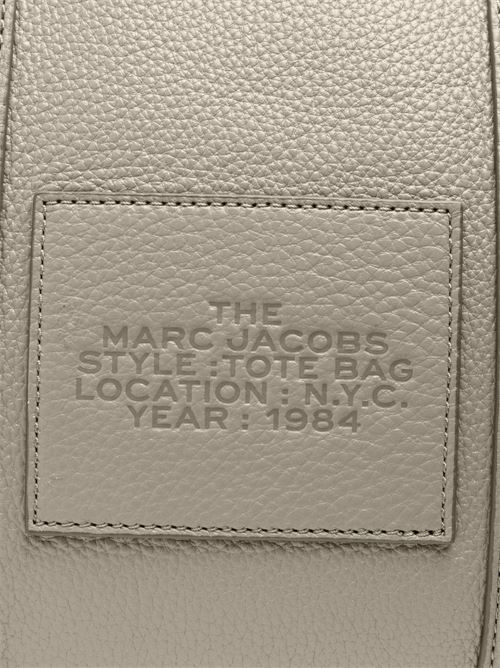 THE
MARC JACOBS
STYLE : TOTE BAG
LOCATION : N.Y.C.
YEAR : 1984